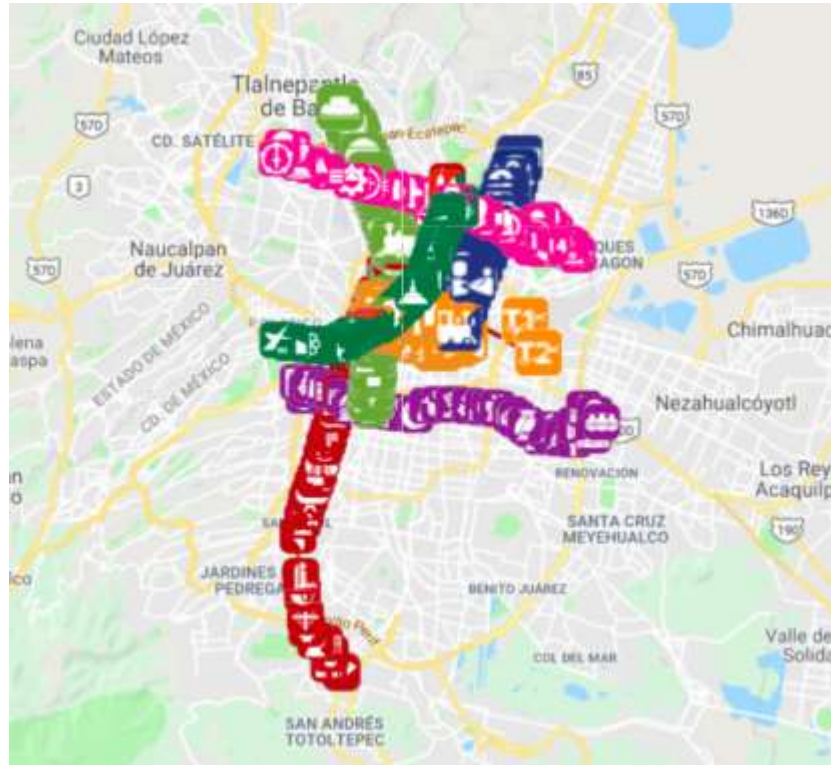 Ciudad López
Mateos
Tlalnepantla
de Ba
85
570
570
CD. SATÉLITE
3
1360
Naucalpan
de Juárez
QUES
AGON
570
570
Chimalhuac
ESTADO DE MÉXICO
CD. DE MÉXICO
T1
T2
4
Nezahualcóyotl
RENOVACIÓN
Los Rey
Acaquilp
SANTA CRUZ
MEYEHUALCO
190
JARDINES
PEDREGA
BENITO JUÁREZ
Valle de
Solida
COL DEL MAR
SAN ANDRÉS
TOTOLTEPEC